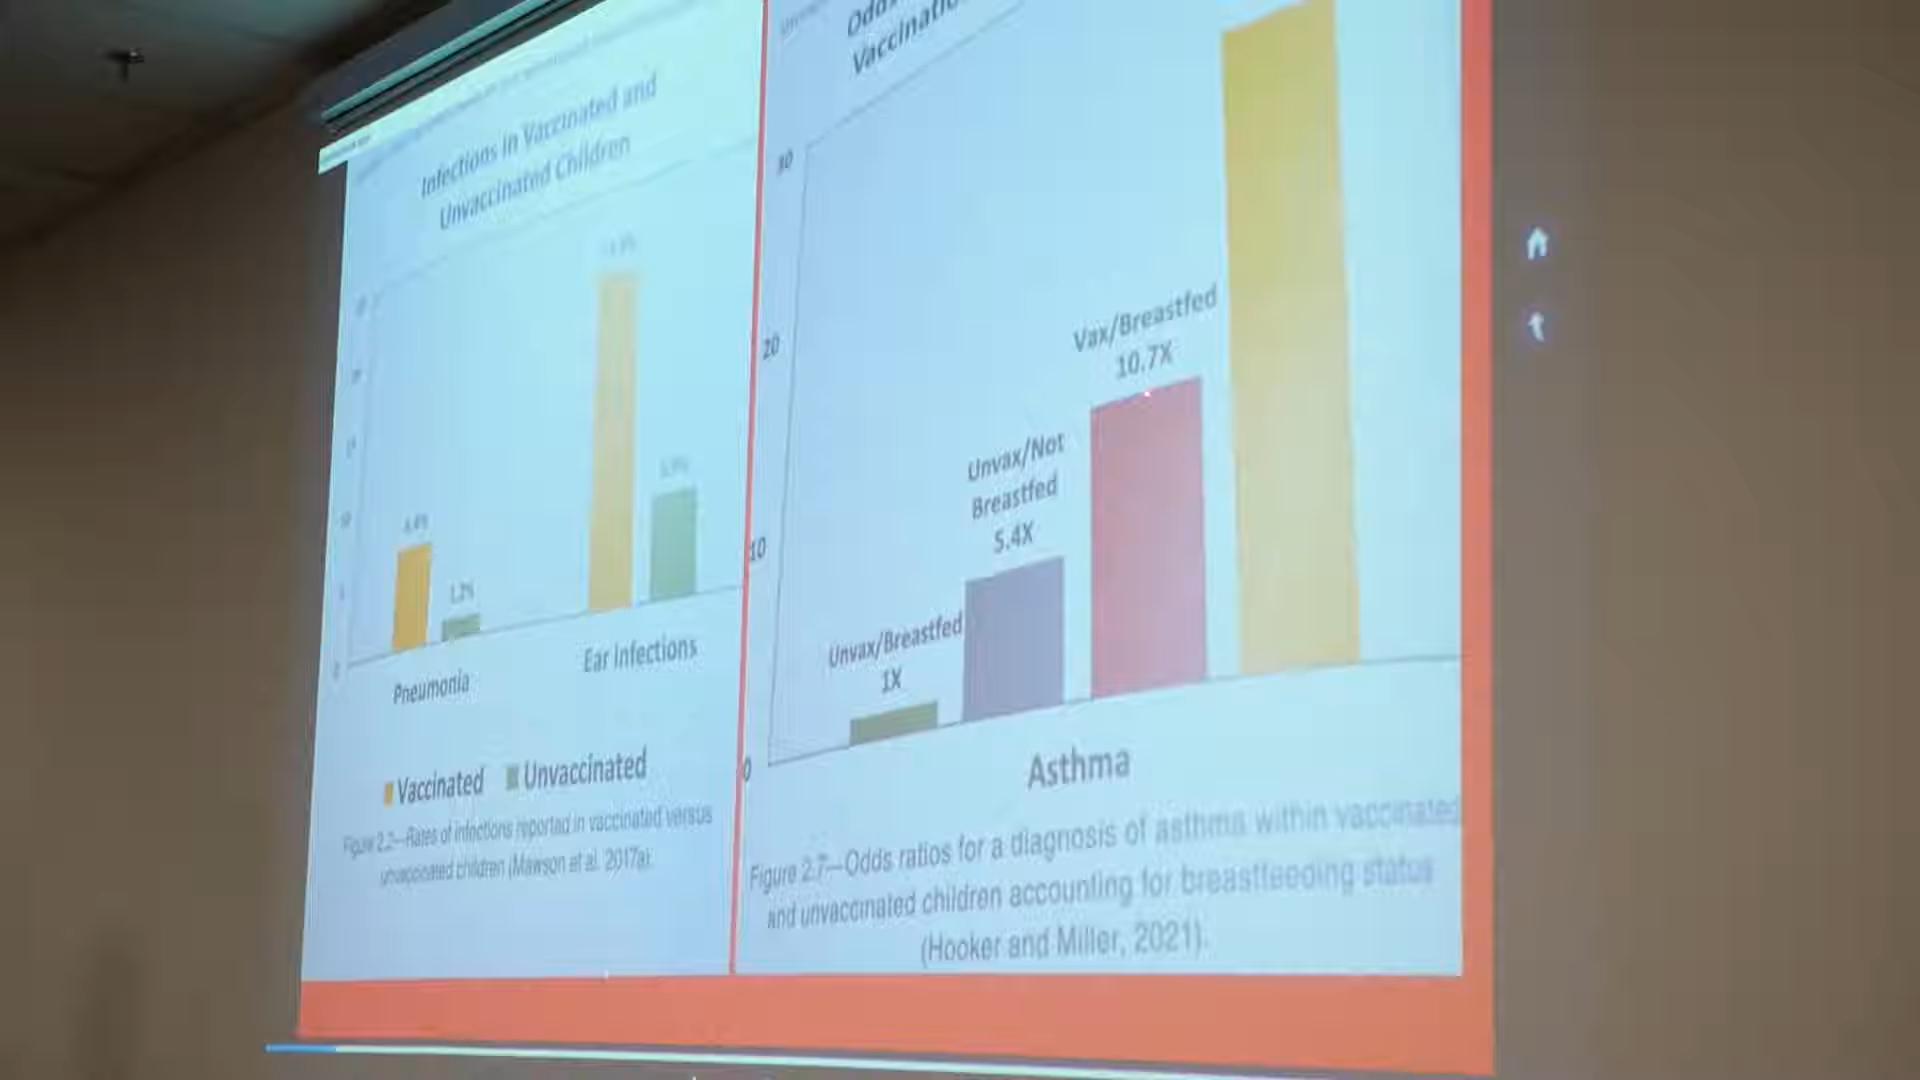 Infections in Vaccinated and
Unvaccinated Children
1.2%
Pneumonia
Ear Infections
Vaccinated Unvaccinated
Figure 2.2—Rates of infections reported in vaccinated versus
unvaccinated children (Mawson et al. 2017a).
Vaccinatio
30
20
10
0
Unvax/Breastfed
1X
Unvax/Not
Breastfed
5.4X
Vax/Breastfed
10.7X
Asthma
Figure 2.7—Odds ratios for a diagnosis of asthma within vaccinated
and unvaccinated children accounting for breastfeeding status
(Hooker and Miller, 2021).